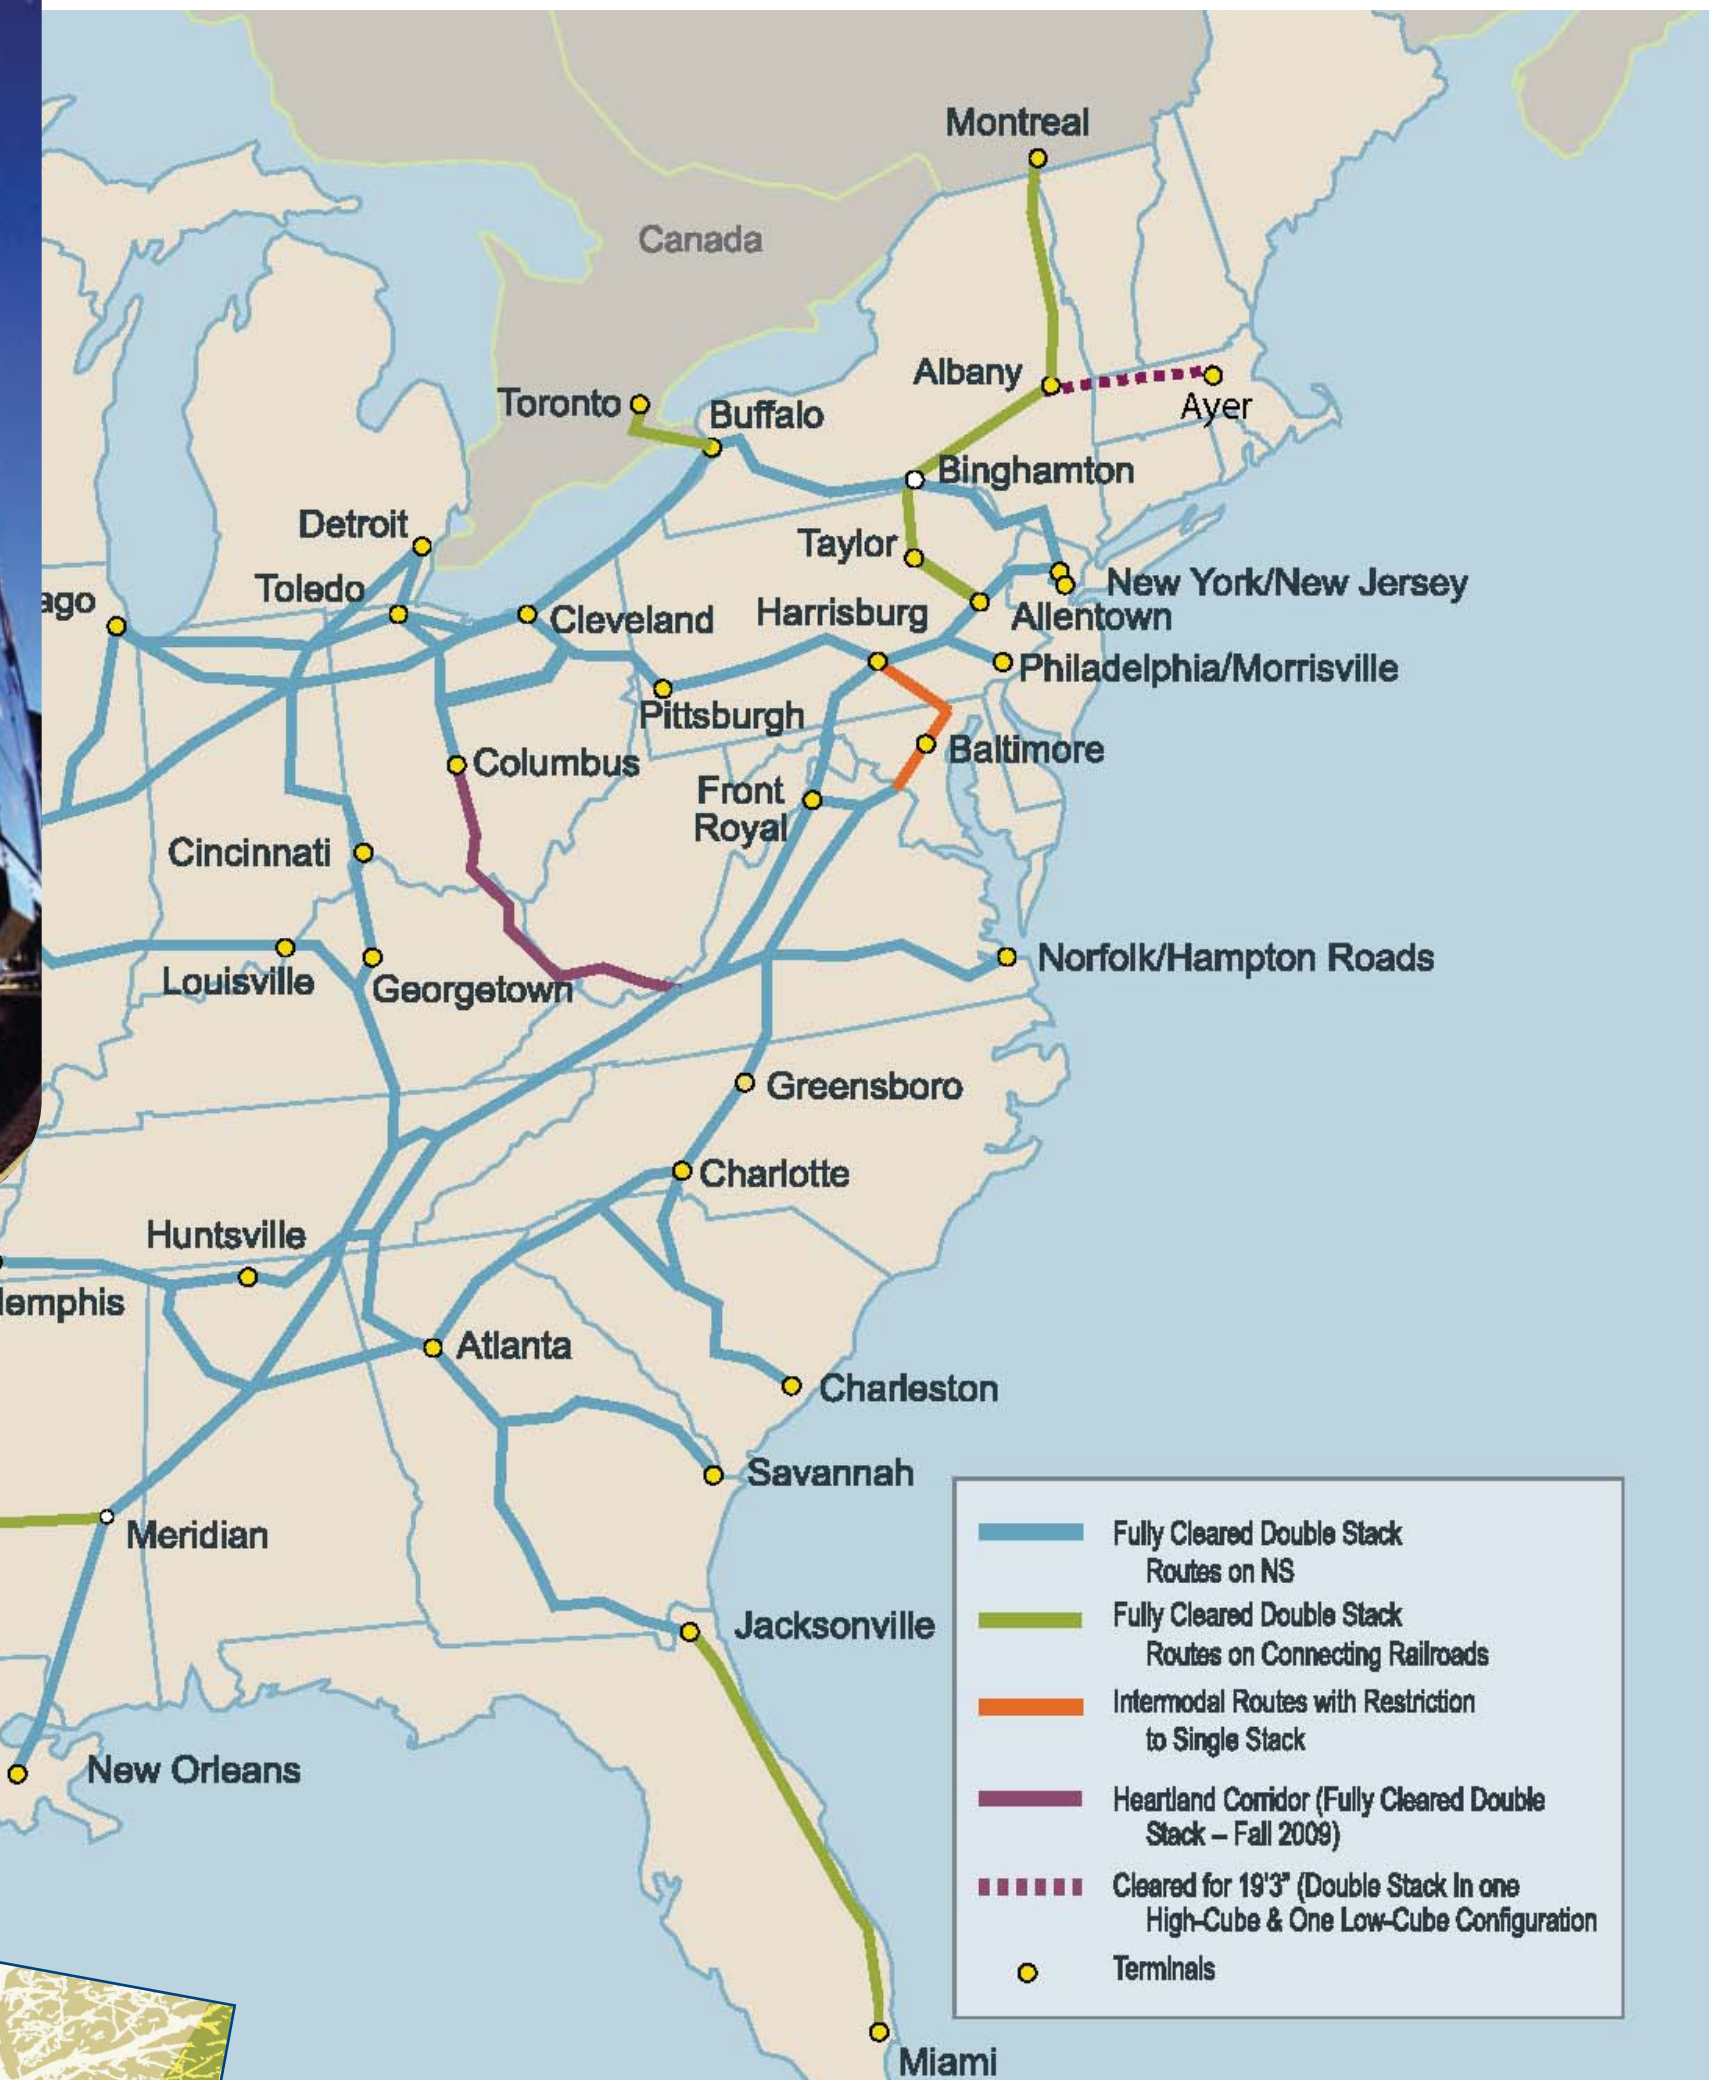 Montreal
Canada
Albany
Ayer
Toronto
Buffalo
Binghamton
Detroit
Taylor
Toledo
New York/New Jersey
ago
Cleveland
Harrisburg
Allentown
Philadelphia/Morrisville
Pittsburgh
Baltimore
Columbus
Front
Royal
Cincinnati
Norfolk/Hampton Roads
Louisville
Georgetown
Greensboro
Charlotte
Huntsville
emphis
Atlanta
Charleston
Savannah
Meridian
Jacksonville
New Orleans
Miami
Fully Cleared Double Stack
Routes on NS
Fully Cleared Double Stack
Routes on Connecting Railroads
Intermodal Routes with Restriction
to Single Stack
Heartland Corridor (Fully Cleared Double
Stack – Fall 2009)
Cleared for 19'3" (Double Stack in one
High-Cube & One Low-Cube Configuration
Terminals